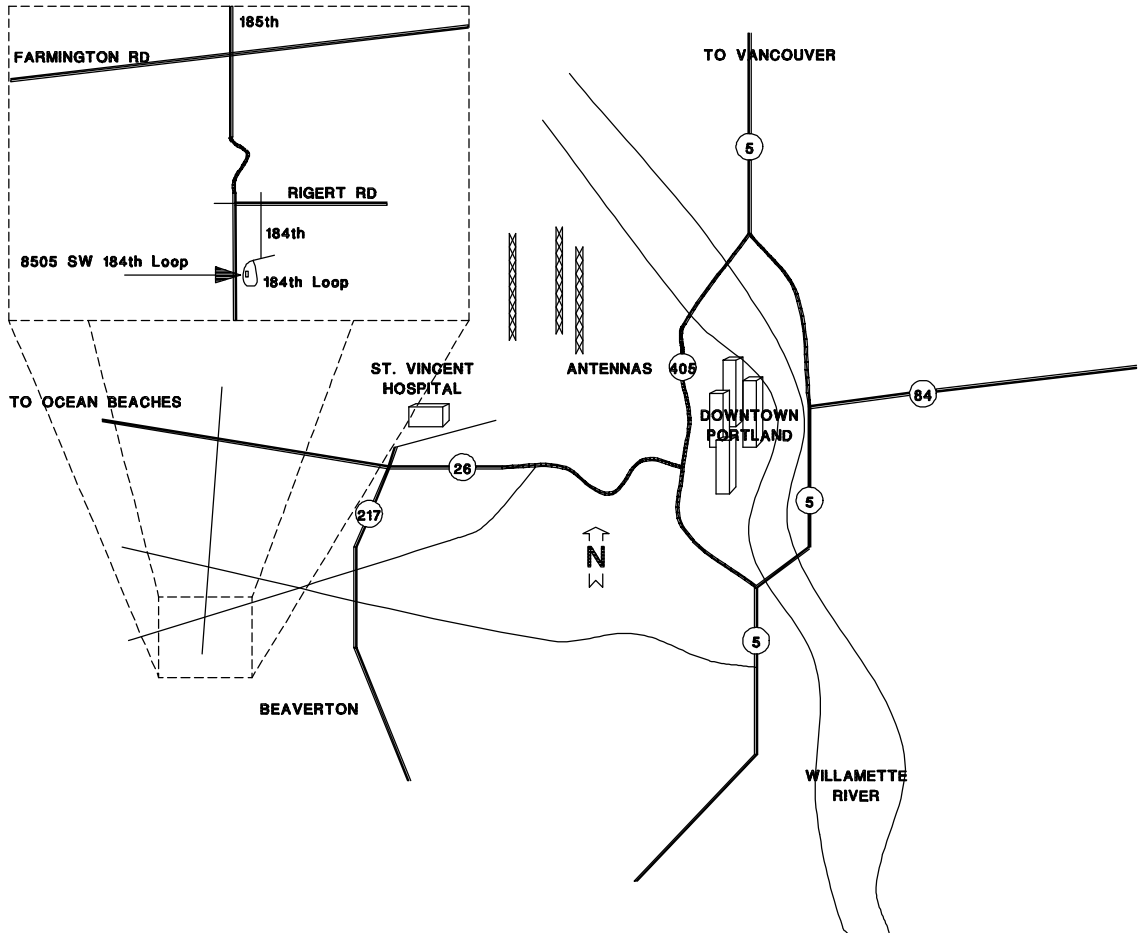 185th
FARMINGTON RD
RIGERT RD
184th
8505 SW 184th Loop
184th Loop
TO VANCOUVER
5
ST. VINCENT
HOSPITAL
ANTENNAS
405
84
TO OCEAN BEACHES
DOWNTOWN
PORTLAND
26
217
5
N
5
BEAVERTON
WILLAMETTE
RIVER